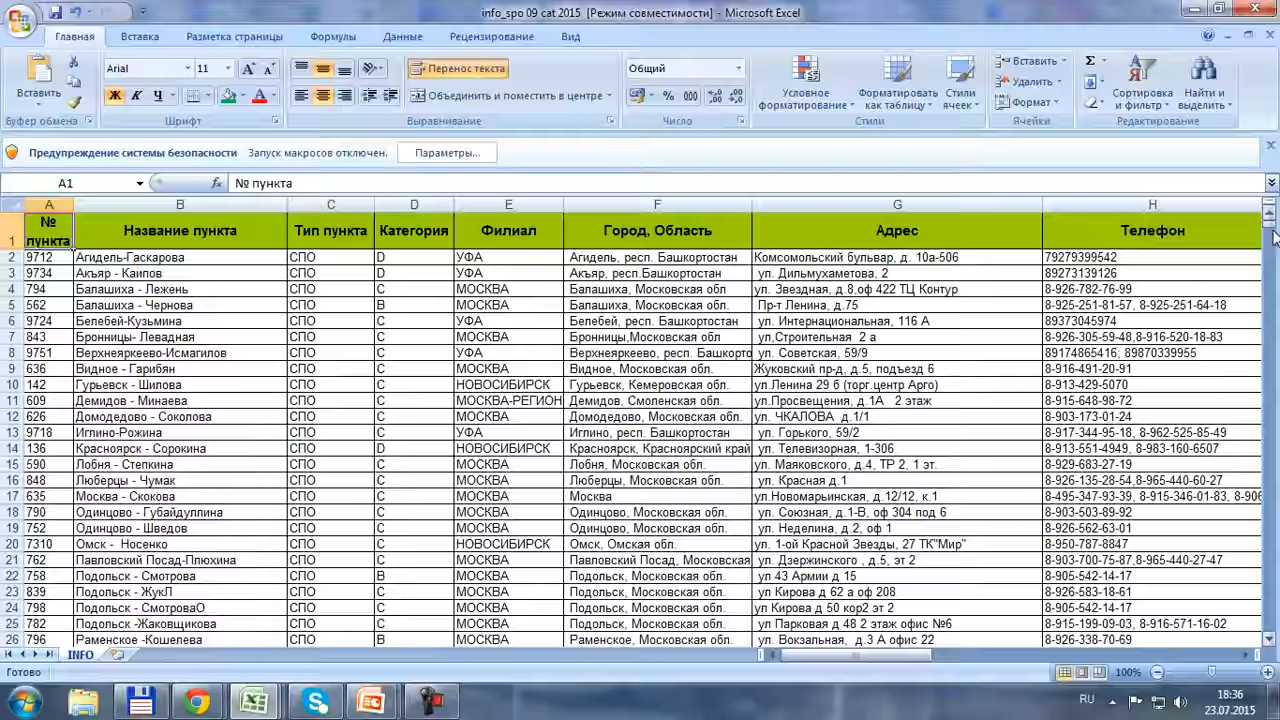 info_spo 09 cat 2015 [Режим совместимости] - Microsoft Excel
Главная Вставка Разметка страницы Формулы Данные Рецензирование Вид
Вставить Arial 11 Перенос текста Общий Условное форматирование Форматировать как таблицу Стили ячеек Вставить Удалить Формат Сортировка и фильтр Найти и выделить
Ж К Ч Объединить и поместить в центре % 000
Буфер обмена Шрифт Выравнивание Число Стили Ячейки Редактирование
Предупреждение системы безопасности Запуск макросов отключен. Параметры...
A1 fx № пункта
A B C D E F G H
1 № пункта Название пункта Тип пункта Категория Филиал Город, Область Адрес Телефон
2 9712 Агидель-Гаскарова СПО D УФА Агидель, респ. Башкортостан Комсомольский бульвар, д. 10а-506 79279399542
3 9734 Акъяр - Каипов СПО D УФА Акъяр, респ.Башкортостан ул. Дильмухаметова, 2 89273139126
4 794 Балашиха - Лежень СПО C МОСКВА Балашиха, Московская обл ул. Звездная, д.8,оф 422 ТЦ Контур 8-926-782-76-99
5 562 Балашиха - Чернова СПО B МОСКВА Балашиха, Московская обл. Пр-т Ленина, д.75 8-925-251-81-57, 8-925-251-64-18
6 9724 Белебей-Кузьмина СПО C УФА Белебей, респ. Башкортостан ул. Интернациональная, 116 А 89373045974
7 843 Бронницы- Левадная СПО C МОСКВА Бронницы,Московская обл ул,Строительная 2 а 8-926-305-59-48,8-916-520-18-83
8 9751 Верхнеяркеево-Исмагилов СПО C УФА Верхнеяркеево, респ. Башкорто ул. Советская, 59/9 89174865416; 89870339955
9 636 Видное - Гарибян СПО C МОСКВА Видное, Московская обл. Жуковский пр-д, д.5, подъезд 6 8-916-491-20-91
10 142 Гурьевск - Шипова СПО C НОВОСИБИРСК Гурьевск, Кемеровская обл. ул.Ленина 29 б (торг.центр Арго) 8-913-429-5070
11 609 Демидов - Минаева СПО C МОСКВА-РЕГИОН Демидов, Смоленская обл. ул.Просвещения, д.1А 2 этаж 8-915-648-98-72
12 626 Домодедово - Соколова СПО C МОСКВА Домодедово, Московская обл. ул. ЧКАЛОВА д.1/1 8-903-173-01-24
13 9718 Иглино-Рожина СПО C УФА Иглино, респ. Башкортостан ул. Горького, 59/2 8-917-344-95-18, 8-962-525-85-49
14 136 Красноярск - Сорокина СПО D НОВОСИБИРСК Красноярск, Красноярский край ул. Телевизорная, 1-306 8-913-551-4949, 8-983-160-6507
15 590 Лобня - Степкина СПО C МОСКВА Лобня, Московская обл. ул. Маяковского, д.4, ТР 2, 1 эт. 8-929-683-27-19
16 848 Люберцы - Чумак СПО C МОСКВА Люберцы, Московская обл. ул. Красная д.1 8-926-135-28-54,8-965-440-60-27
17 635 Москва - Скокова СПО C МОСКВА Москва ул.Новомарьинская, д.12/12, к.1 8-495-347-93-39, 8-915-346-01-83, 8-906
18 790 Одинцово - Губайдуллина СПО C МОСКВА Одинцово, Московская обл. ул. Союзная, д.1-В, оф 304 под 6 8-903-503-89-92
19 752 Одинцово - Шведов СПО C МОСКВА Одинцово, Московская обл. ул. Неделина, д.2, оф 1 8-926-562-63-01
20 7310 Омск - Носенко СПО C НОВОСИБИРСК Омск, Омская обл. ул. 1-ой Красной Звезды, 27 ТК"Мир" 8-950-787-8847
21 762 Павловский Посад-Плюхина СПО C МОСКВА Павловский Посад, Московская ул. Дзержинского , д.5, эт 2 8-903-700-75-87,8-965-440-27-47
22 758 Подольск - Смотрова СПО B МОСКВА Подольск, Московская обл. ул 43 Армии д 15 8-905-542-14-17
23 839 Подольск - ЖукЛ СПО C МОСКВА Подольск, Московская обл. ул Кирова д 62 а оф 208 8-926-583-18-61
24 798 Подольск - СмотроваО СПО C МОСКВА Подольск, Московская обл. ул Кирова д 50 кор2 эт 2 8-905-542-14-17
25 782 Подольск -Жаковщикова СПО C МОСКВА Подольск, Московская обл. ул Парковая д 48 2 этаж офис №6 8-915-199-09-03, 8-916-571-16-02
26 796 Раменское -Кошелева СПО B МОСКВА Раменское, Московская обл. ул. Вокзальная, д.3 А офис 22 8-926-338-70-69
INFO
Готово 100%
RU 18:36
23.07.2015